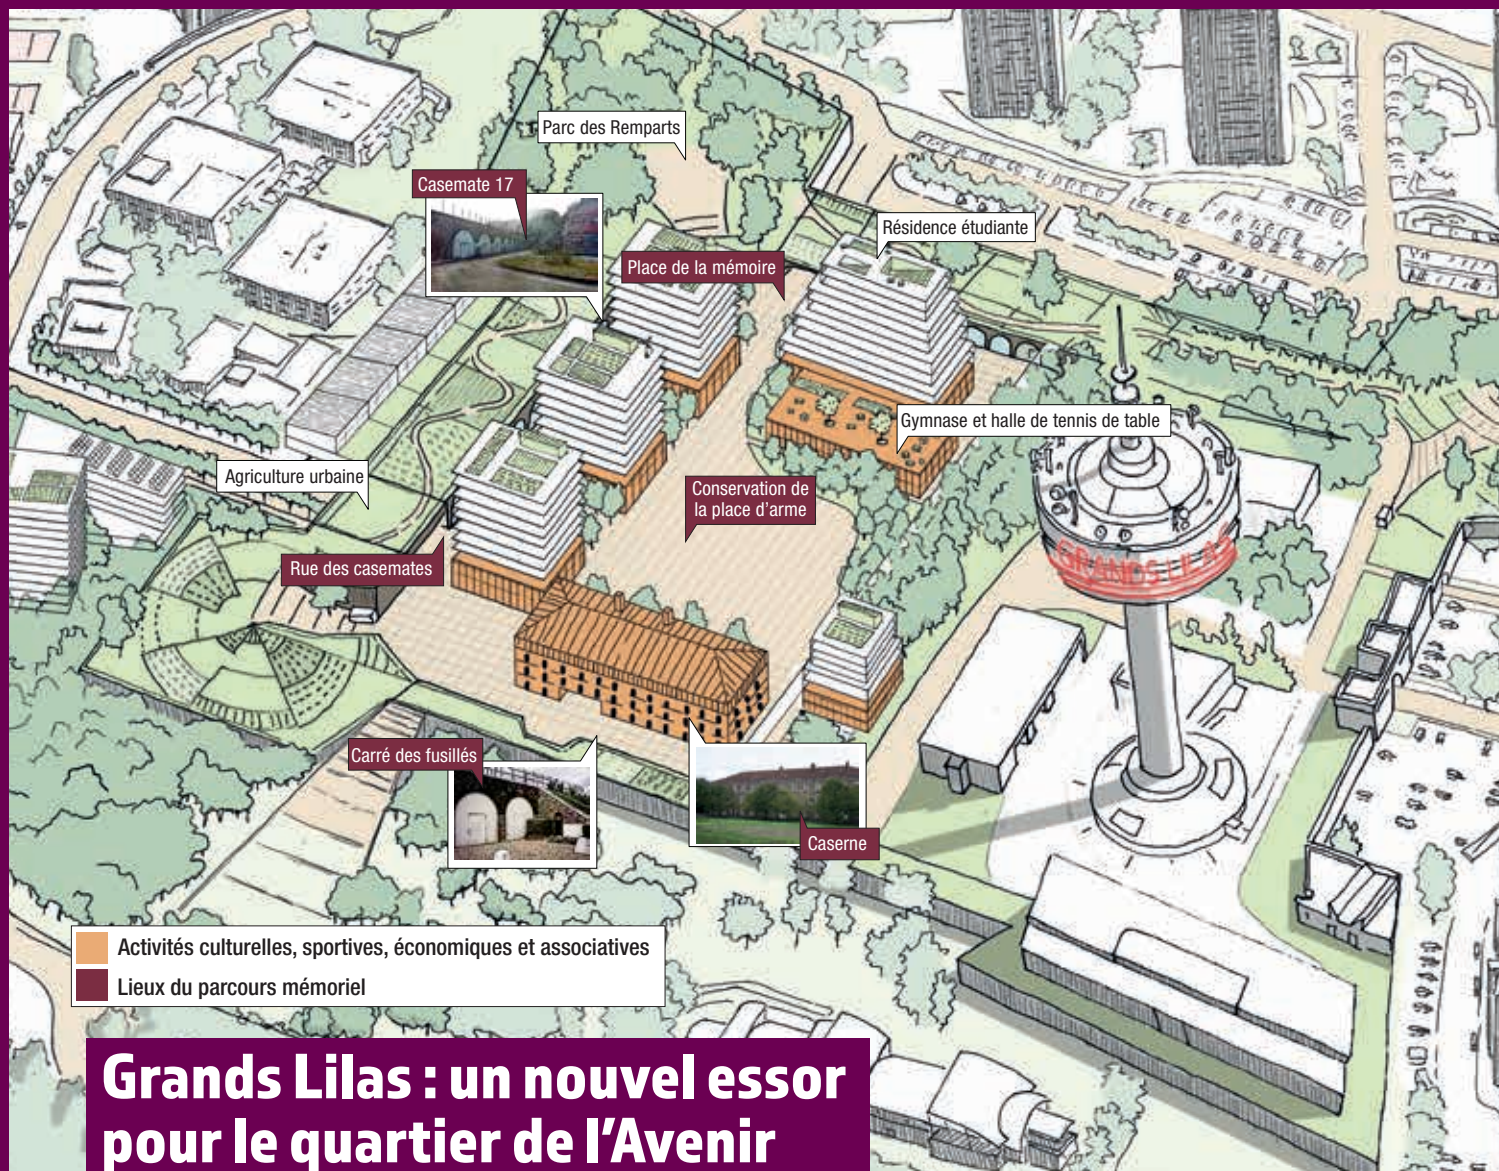 Parc des Remparts
Casemate 17
Résidence étudiante
Place de la mémoire
Gymnase et halle de tennis de table
Agriculture urbaine
Conservation de
la place d'arme
Rue des casemates
GRANDS LILAS
Carré des fusillés
Caserne
Activités culturelles, sportives, économiques et associatives
Lieux du parcours mémoriel
Grands Lilas : un nouvel essor
pour le quartier de l'Avenir